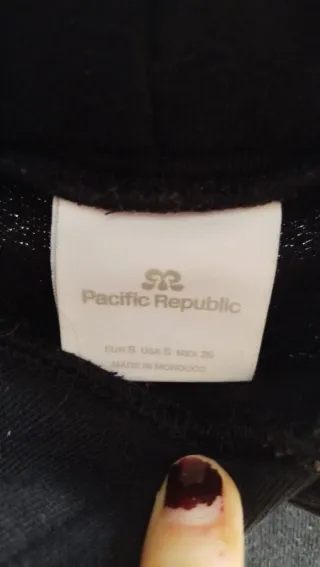 Pacific Republic
EUR S USA S MEX 26
MADE IN MOROCCO